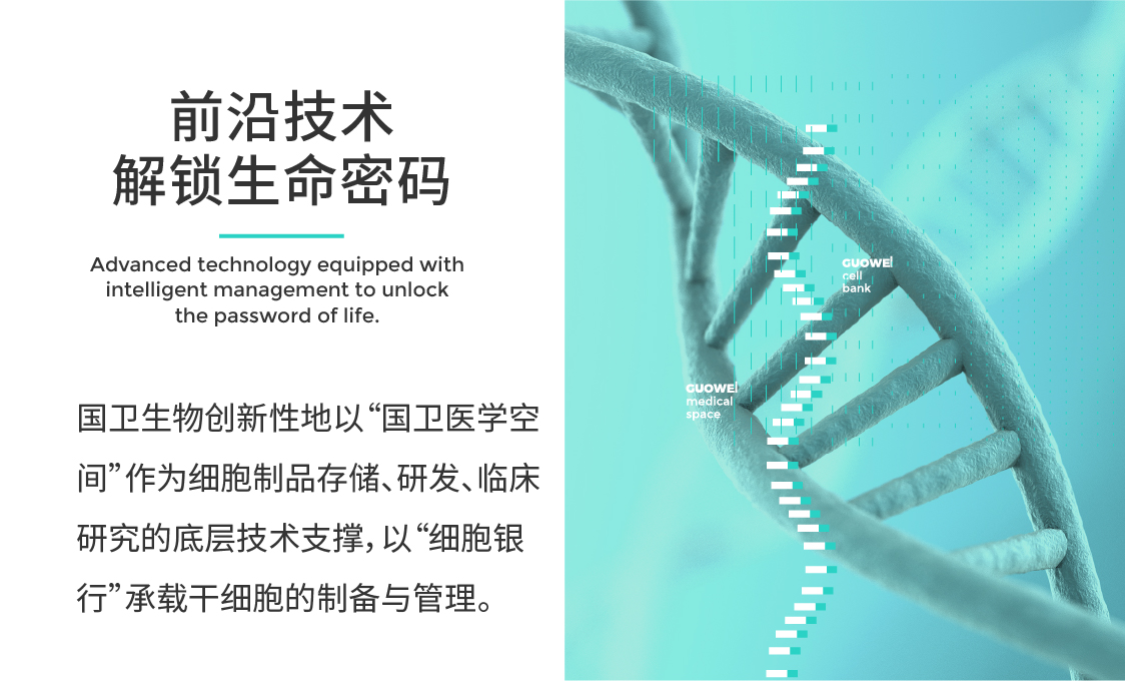 前沿技术
解锁生命密码
Advanced technology equipped with
intelligent management to unlock
the password of life.
国卫生物创新性地以“国卫医学空
间”作为细胞制品存储、研发、临床
研究的底层技术支撑，以“细胞银
行”承载干细胞的制备与管理。
GUOWEI
cell
bank
GUOWEI
medical
space